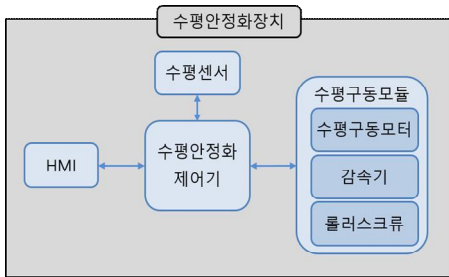 수평안정화장치
수평센서
수평구동모듈
수평구동모터
HMI
수평안정화
제어기
감속기
롤러스크류